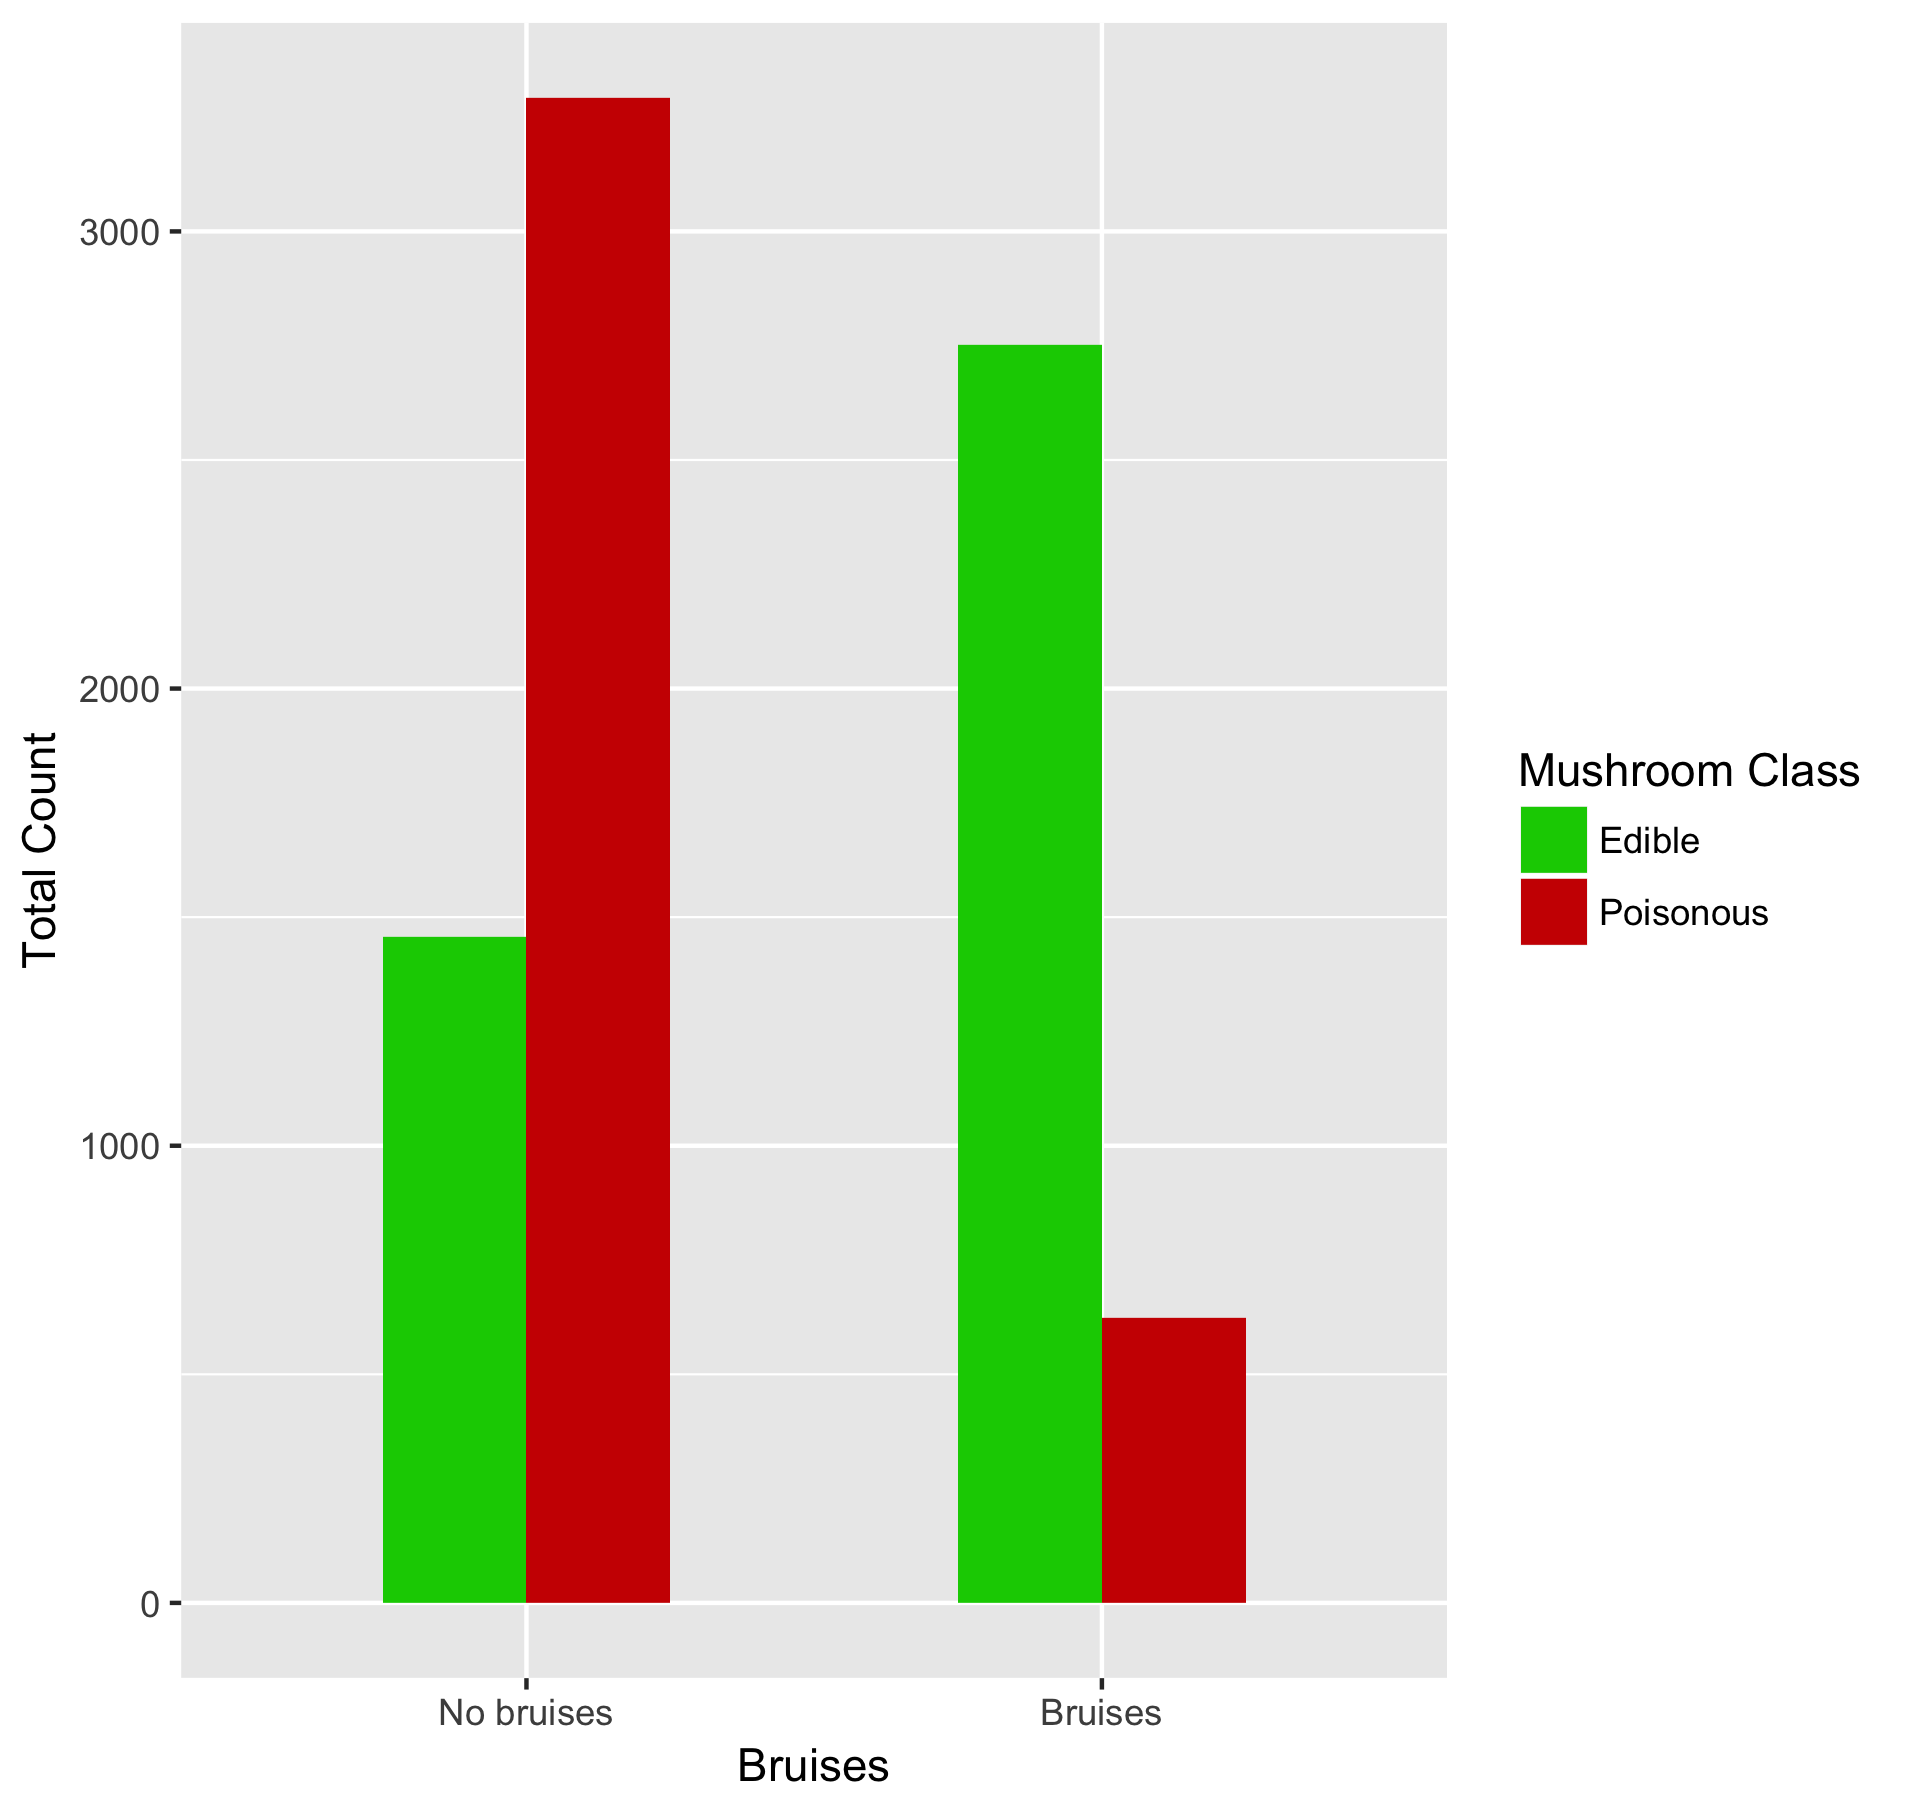 Total Count
3000
2000
1000
0
No bruises
Bruises
Bruises
Mushroom Class
Edible
Poisonous